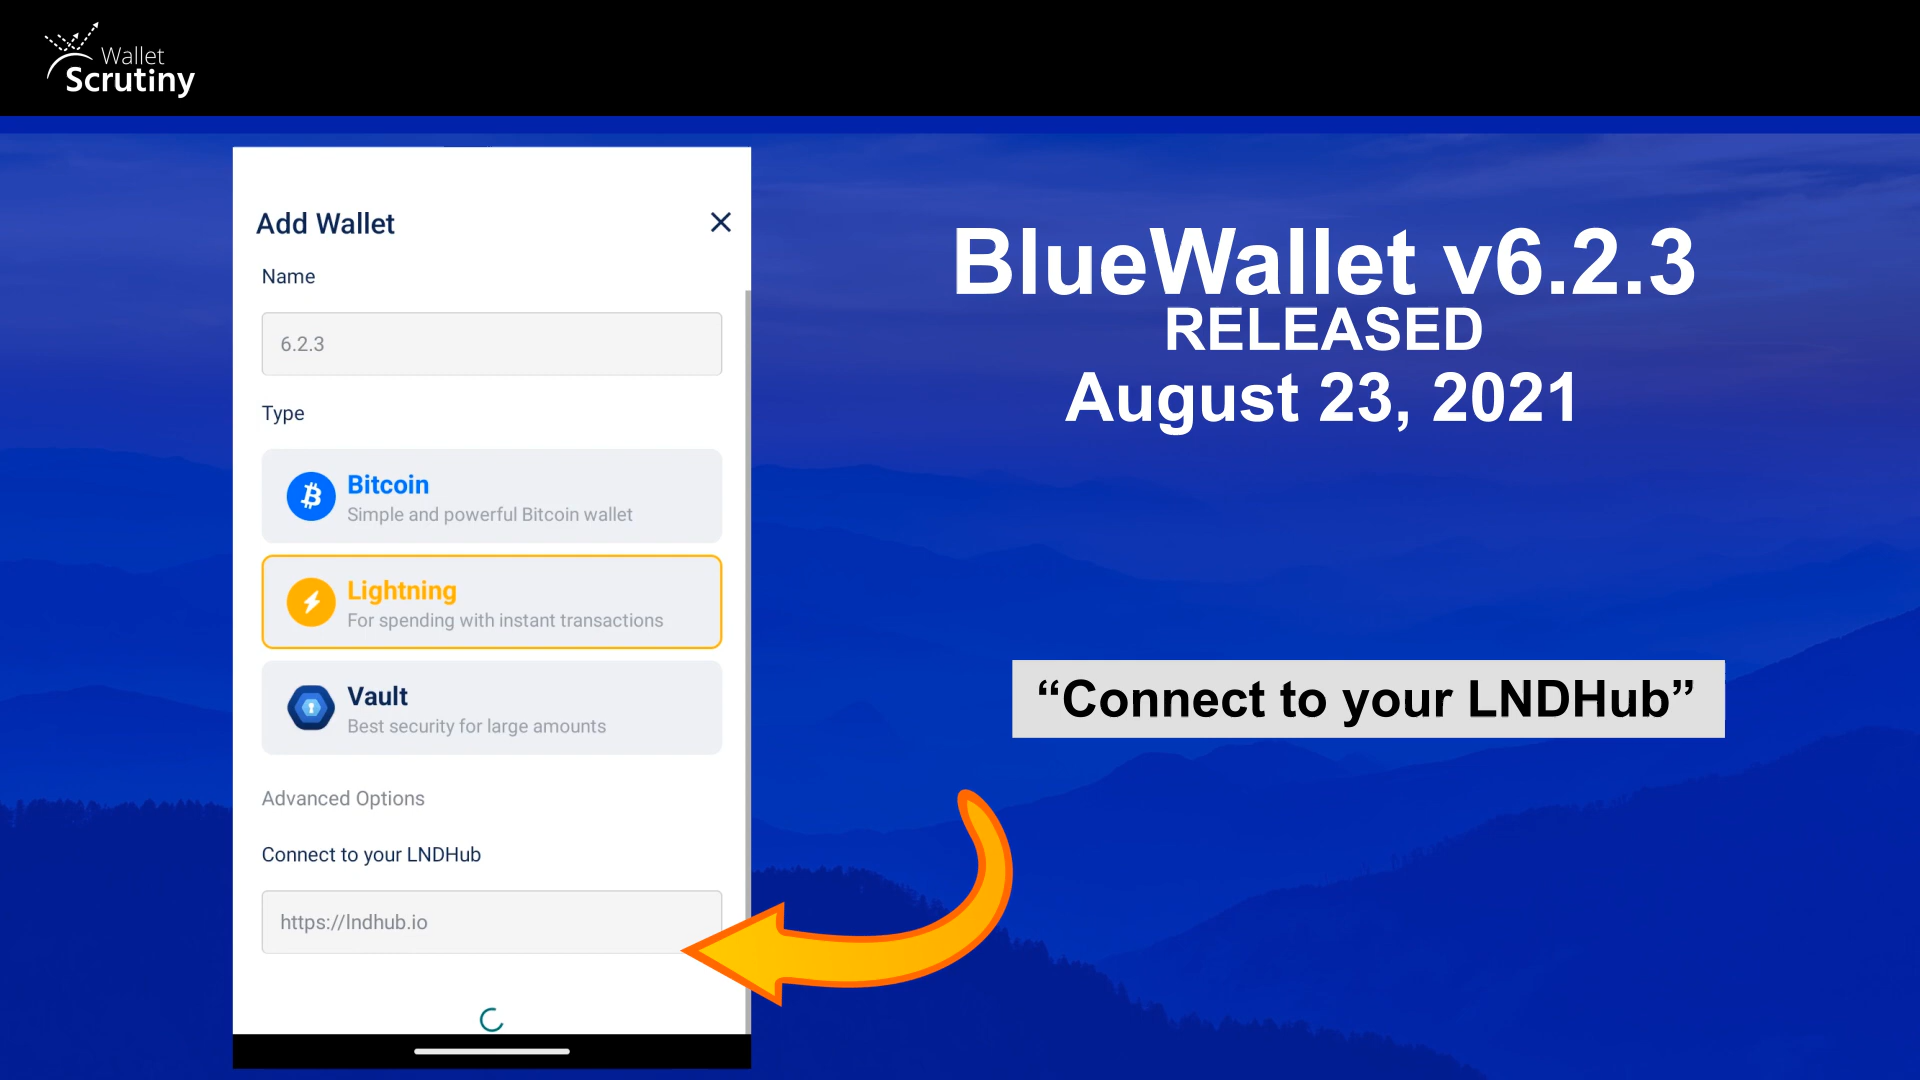 Wallet
Scrutiny
Add Wallet
Name
6.2.3
Type
Bitcoin
Simple and powerful Bitcoin wallet
Lightning
For spending with instant transactions
Vault
Best security for large amounts
Advanced Options
Connect to your LNDHub
https://lndhub.io
BlueWallet v6.2.3
RELEASED
August 23, 2021
“Connect to your LNDHub”